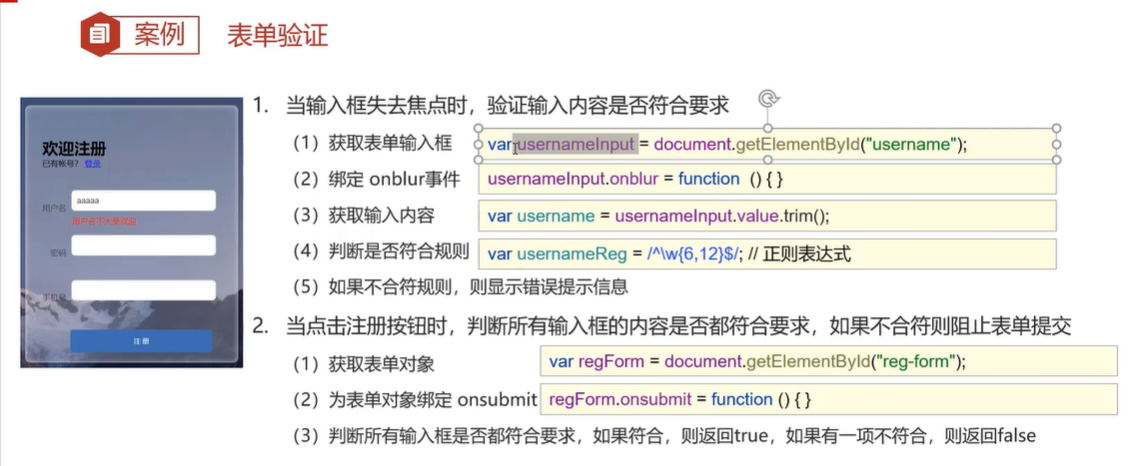 案例 表单验证
欢迎注册
已有帐号？ 登录
用户名 aaaaa
密码
手机号
注 册
1. 当输入框失去焦点时，验证输入内容是否符合要求
（1）获取表单输入框 var usernameInput = document.getElementById("username");
（2）绑定 onblur事件 usernameInput.onblur = function () { }
（3）获取输入内容 var username = usernameInput.value.trim();
（4）判断是否符合规则 var usernameReg = /^\w{6,12}$/; // 正则表达式
（5）如果不合符规则，则显示错误提示信息
2. 当点击注册按钮时，判断所有输入框的内容是否都符合要求，如果不合符则阻止表单提交
（1）获取表单对象 var regForm = document.getElementById("reg-form");
（2）为表单对象绑定 onsubmit regForm.onsubmit = function () { }
（3）判断所有输入框是否都符合要求，如果符合，则返回true，如果有一项不符合，则返回false